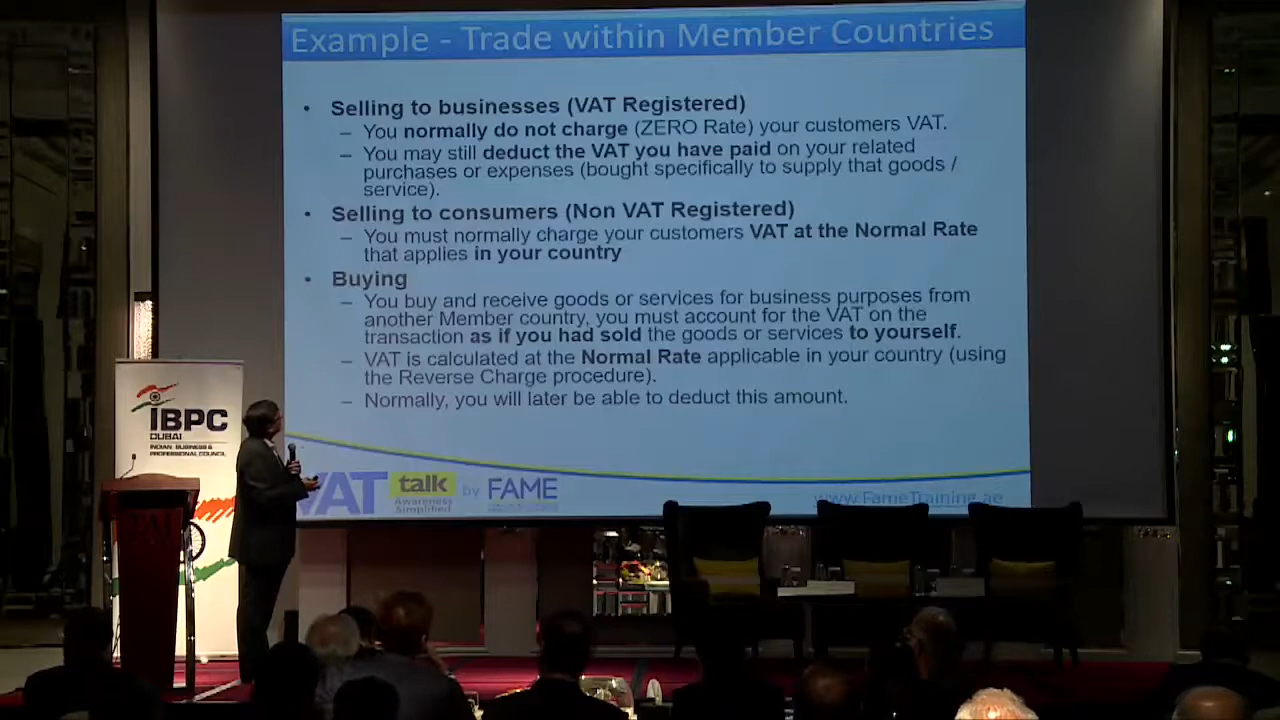 Example - Trade within Member Countries
• Selling to businesses (VAT Registered)
– You normally do not charge (ZERO Rate) your customers VAT.
– You may still deduct the VAT you have paid on your related
purchases or expenses (bought specifically to supply that goods /
service).
• Selling to consumers (Non VAT Registered)
– You must normally charge your customers VAT at the Normal Rate
that applies in your country
• Buying
– You buy and receive goods or services for business purposes from
another Member country, you must account for the VAT on the
transaction as if you had sold the goods or services to yourself.
– VAT is calculated at the Normal Rate applicable in your country (using
the Reverse Charge procedure).
– Normally, you will later be able to deduct this amount.
VAT talk by FAME
Awareness
Simplified
www.FameTraining.ae
IBPC
DUBAI
INDIAN BUSINESS &
PROFESSIONAL COUNCIL